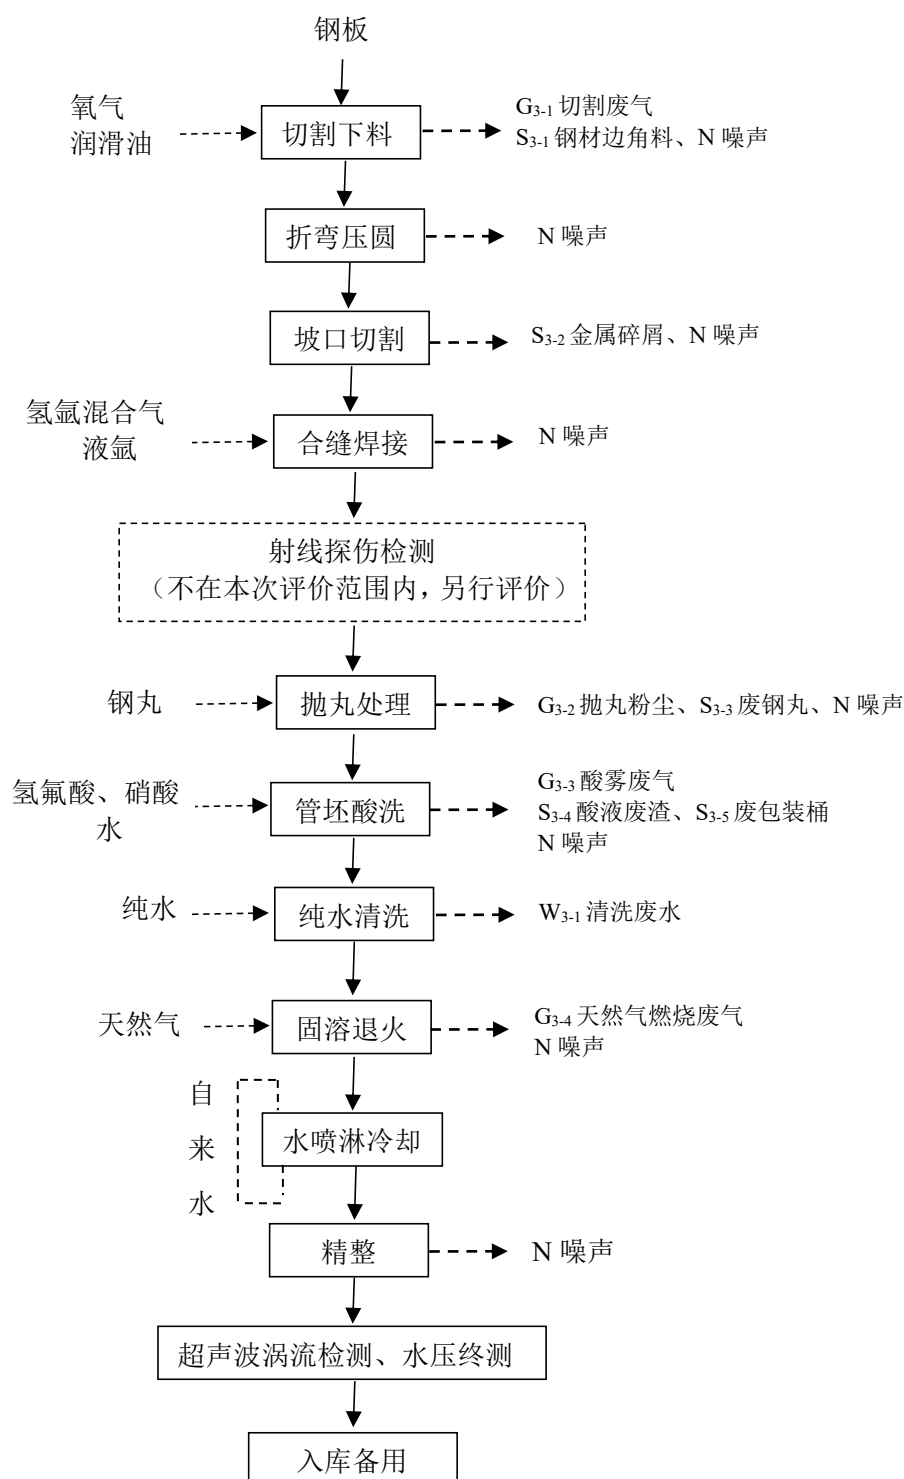 钢板
氧气
润滑油
切割下料
G3-1 切割废气
S3-1 钢材边角料、N 噪声
折弯压圆
N 噪声
坡口切割
S3-2 金属碎屑、N 噪声
氢氩混合气
液氩
合缝焊接
N 噪声
射线探伤检测
（不在本次评价范围内，另行评价）
钢丸
抛丸处理
G3-2 抛丸粉尘、S3-3 废钢丸、N 噪声
氢氟酸、硝酸
水
管坯酸洗
G3-3 酸雾废气
S3-4 酸液废渣、S3-5 废包装桶
N 噪声
纯水
纯水清洗
W3-1 清洗废水
天然气
固溶退火
G3-4 天然气燃烧废气
N 噪声
自
来
水
水喷淋冷却
精整
N 噪声
超声波涡流检测、水压终测
入库备用